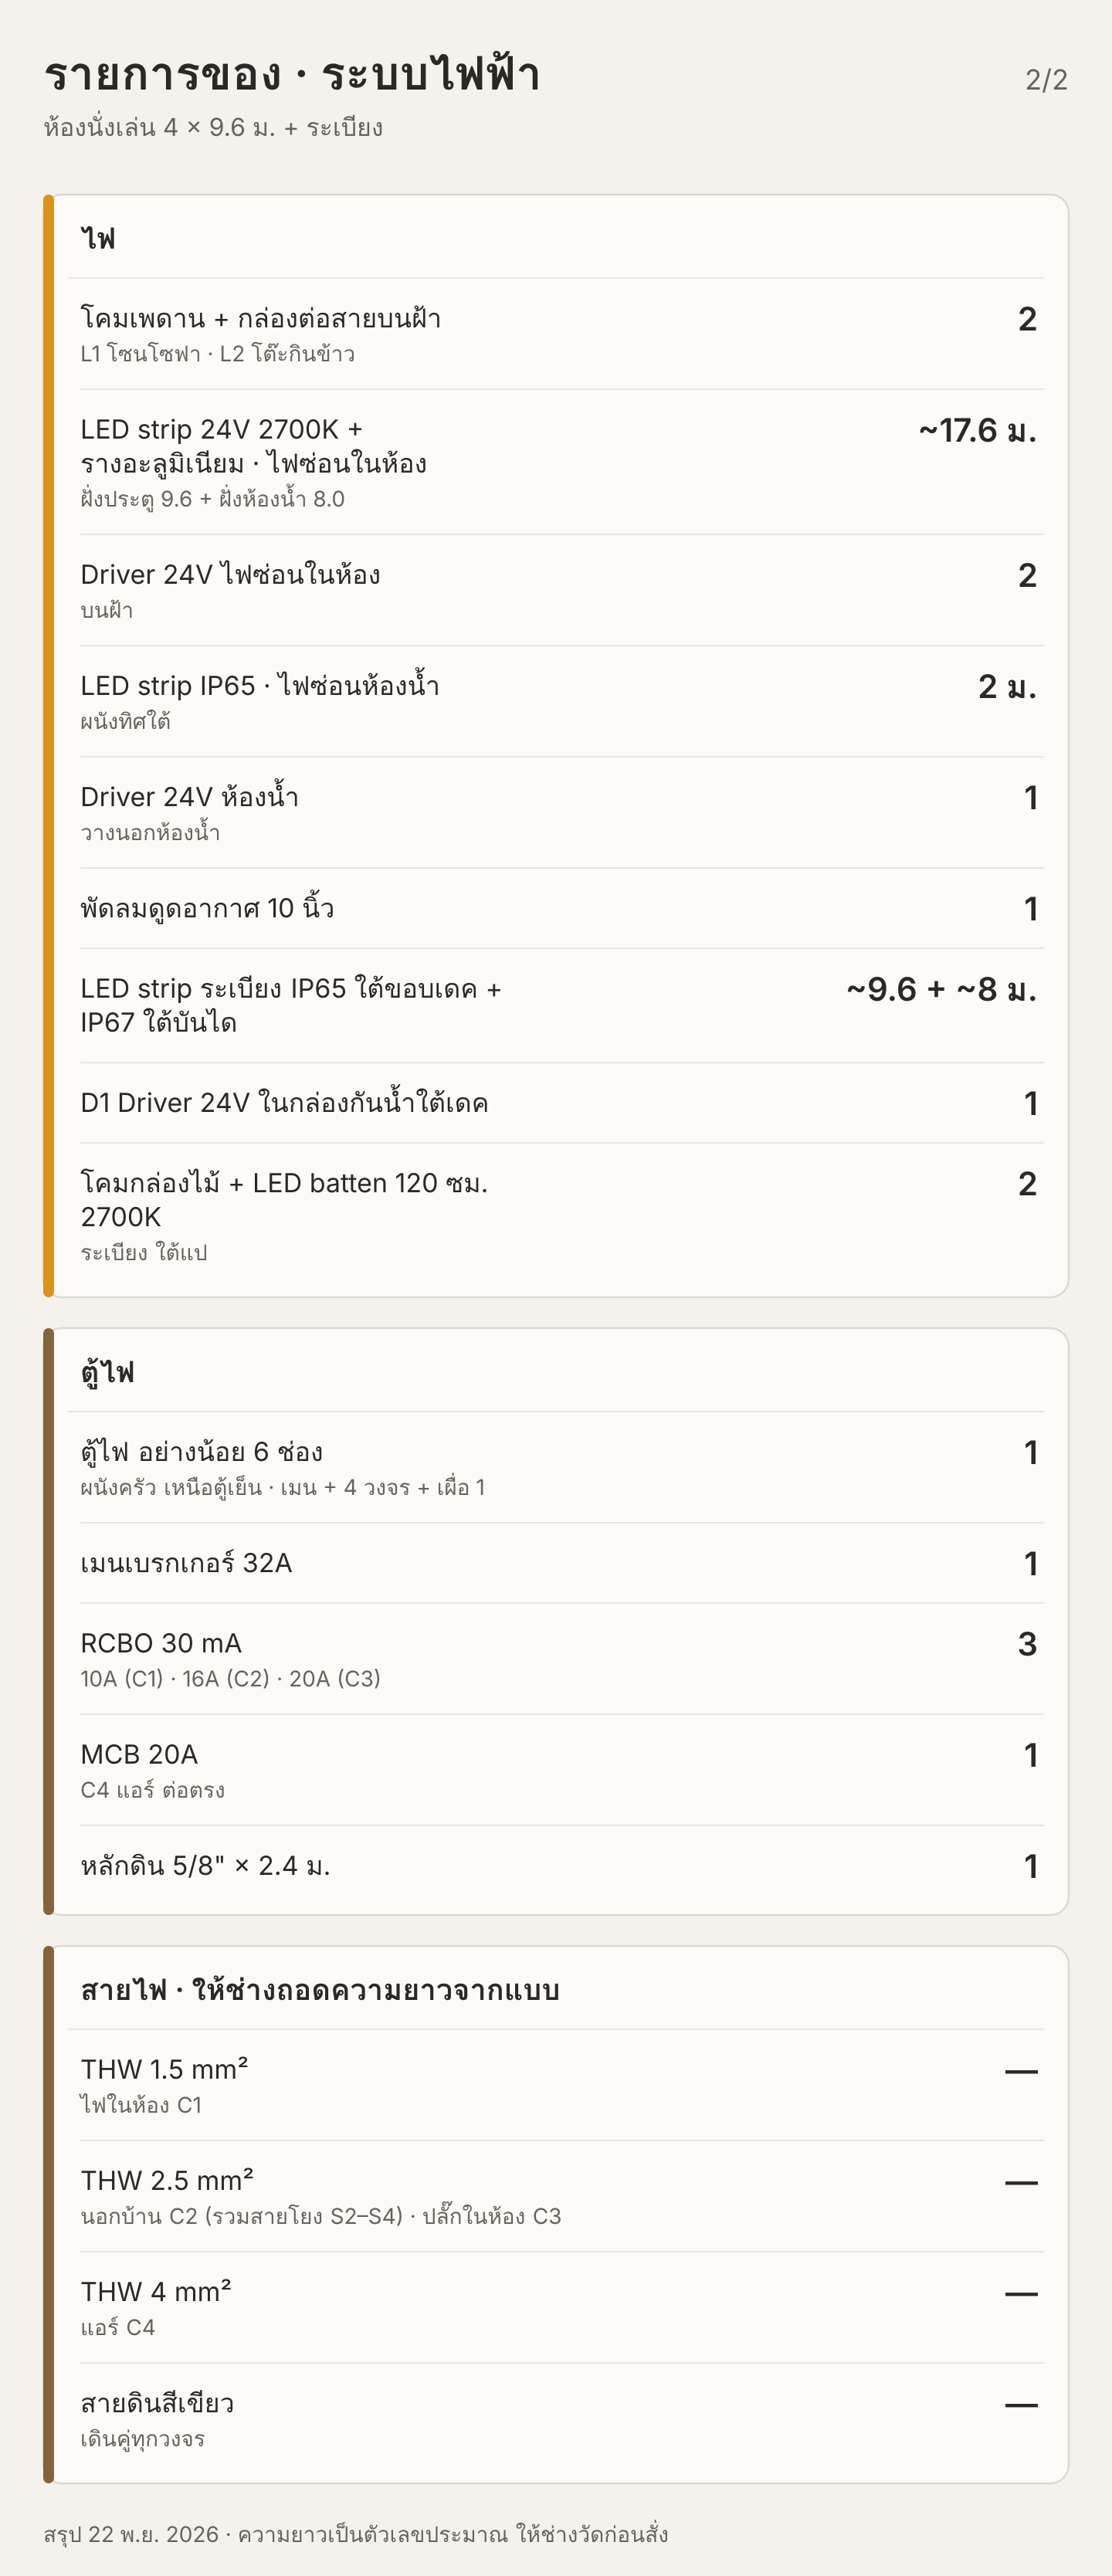 รายการของ · ระบบไฟฟ้า
2/2
ห้องนั่งเล่น 4 × 9.6 ม. + ระเบียง
ไฟ
โคมเพดาน + กล่องต่อสายบนฝ้า
2
L1 โซนโซฟา · L2 โต๊ะกินข้าว
LED strip 24V 2700K +
~17.6 ม.
รางอะลูมิเนียม · ไฟซ่อนในห้อง
ฝั่งประตู 9.6 + ฝั่งห้องน้ำ 8.0
Driver 24V ไฟซ่อนในห้อง
2
บนฝ้า
LED strip IP65 · ไฟซ่อนห้องน้ำ
2 ม.
ผนังทิศใต้
Driver 24V ห้องน้ำ
1
วางนอกห้องน้ำ
พัดลมดูดอากาศ 10 นิ้ว
1
LED strip ระเบียง IP65 ใต้ขอบเดค +
~9.6 + ~8 ม.
IP67 ใต้บันได
D1 Driver 24V ในกล่องกันน้ำใต้เดค
1
โคมกล่องไม้ + LED batten 120 ซม.
2
2700K
ระเบียง ใต้แป
ตู้ไฟ
ตู้ไฟ อย่างน้อย 6 ช่อง
1
ผนังครัว เหนือตู้เย็น · เมน + 4 วงจร + เผื่อ 1
เมนเบรกเกอร์ 32A
1
RCBO 30 mA
3
10A (C1) · 16A (C2) · 20A (C3)
MCB 20A
1
C4 แอร์ ต่อตรง
หลักดิน 5/8" × 2.4 ม.
1
สายไฟ · ให้ช่างถอดความยาวจากแบบ
THW 1.5 mm²
—
ไฟในห้อง C1
THW 2.5 mm²
—
นอกบ้าน C2 (รวมสายโยง S2–S4) · ปลั๊กในห้อง C3
THW 4 mm²
—
แอร์ C4
สายดินสีเขียว
—
เดินคู่ทุกวงจร
สรุป 22 พ.ย. 2026 · ความยาวเป็นตัวเลขประมาณ ให้ช่างวัดก่อนสั่ง